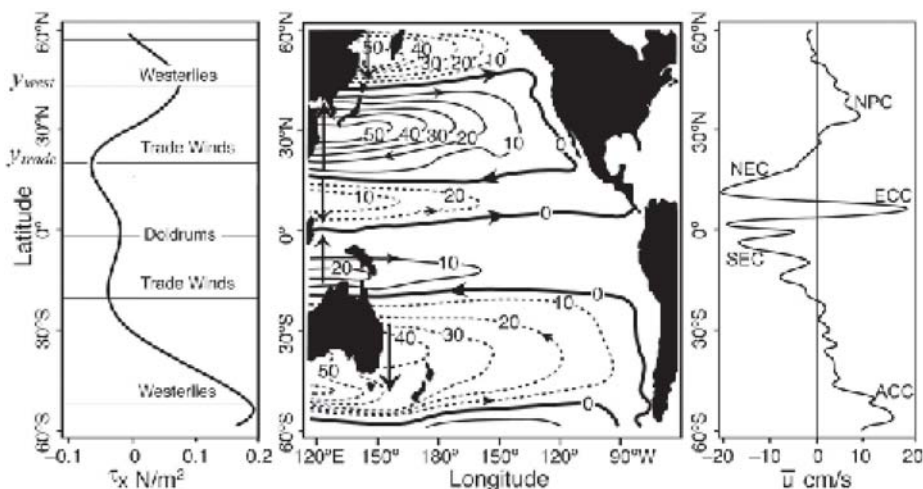 60°N
30°N
0°
30°S
60°S
Latitude
y_west
y_trade
Westerlies
Trade Winds
Doldrums
Trade Winds
Westerlies
-0.1 0 0.1 0.2
τx N/m²
60°N
30°N
0°
30°S
60°S
50 40 30 20 10
50 40 30 20 10 0
10 20
0
20 10
0
10 20 30 40 50
0
120°E 150° 180° 150° 120° 90°W
Longitude
60°N
30°N
0°
30°S
60°S
NPC
NEC
ECC
SEC
ACC
-20 -10 0 10 20
u̅ cm/s